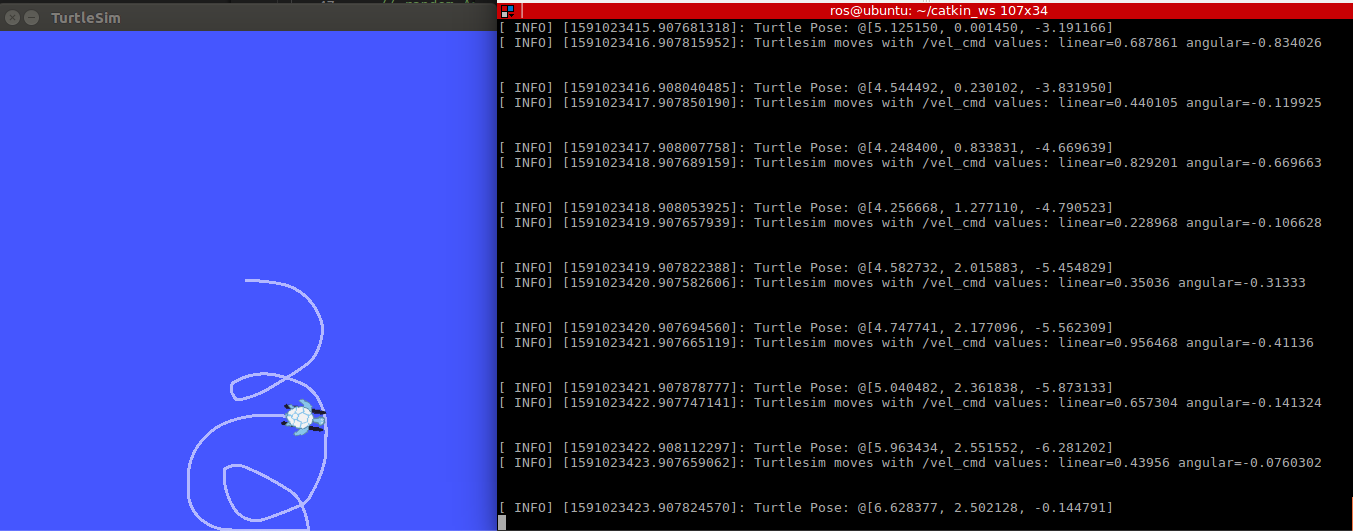 47 // random A
TurtleSim
ros@ubuntu: ~/catkin_ws 107x34
[ INFO] [1591023415.907681318]: Turtle Pose: @[5.125150, 0.001450, -3.191166]
[ INFO] [1591023416.907815952]: Turtlesim moves with /vel_cmd values: linear=0.687861 angular=-0.834026
[ INFO] [1591023416.908040485]: Turtle Pose: @[4.544492, 0.230102, -3.831950]
[ INFO] [1591023417.907850190]: Turtlesim moves with /vel_cmd values: linear=0.440105 angular=-0.119925
[ INFO] [1591023417.908007758]: Turtle Pose: @[4.248400, 0.833831, -4.669639]
[ INFO] [1591023418.907689159]: Turtlesim moves with /vel_cmd values: linear=0.829201 angular=-0.669663
[ INFO] [1591023418.908053925]: Turtle Pose: @[4.256668, 1.277110, -4.790523]
[ INFO] [1591023419.907657939]: Turtlesim moves with /vel_cmd values: linear=0.228968 angular=-0.106628
[ INFO] [1591023419.907822388]: Turtle Pose: @[4.582732, 2.015883, -5.454829]
[ INFO] [1591023420.907582606]: Turtlesim moves with /vel_cmd values: linear=0.35036 angular=-0.31333
[ INFO] [1591023420.907694560]: Turtle Pose: @[4.747741, 2.177096, -5.562309]
[ INFO] [1591023421.907665119]: Turtlesim moves with /vel_cmd values: linear=0.956468 angular=-0.41136
[ INFO] [1591023421.907878777]: Turtle Pose: @[5.040482, 2.361838, -5.873133]
[ INFO] [1591023422.907747141]: Turtlesim moves with /vel_cmd values: linear=0.657304 angular=-0.141324
[ INFO] [1591023422.908112297]: Turtle Pose: @[5.963434, 2.551552, -6.281202]
[ INFO] [1591023423.907659062]: Turtlesim moves with /vel_cmd values: linear=0.43956 angular=-0.0760302
[ INFO] [1591023423.907824570]: Turtle Pose: @[6.628377, 2.502128, -0.144791]